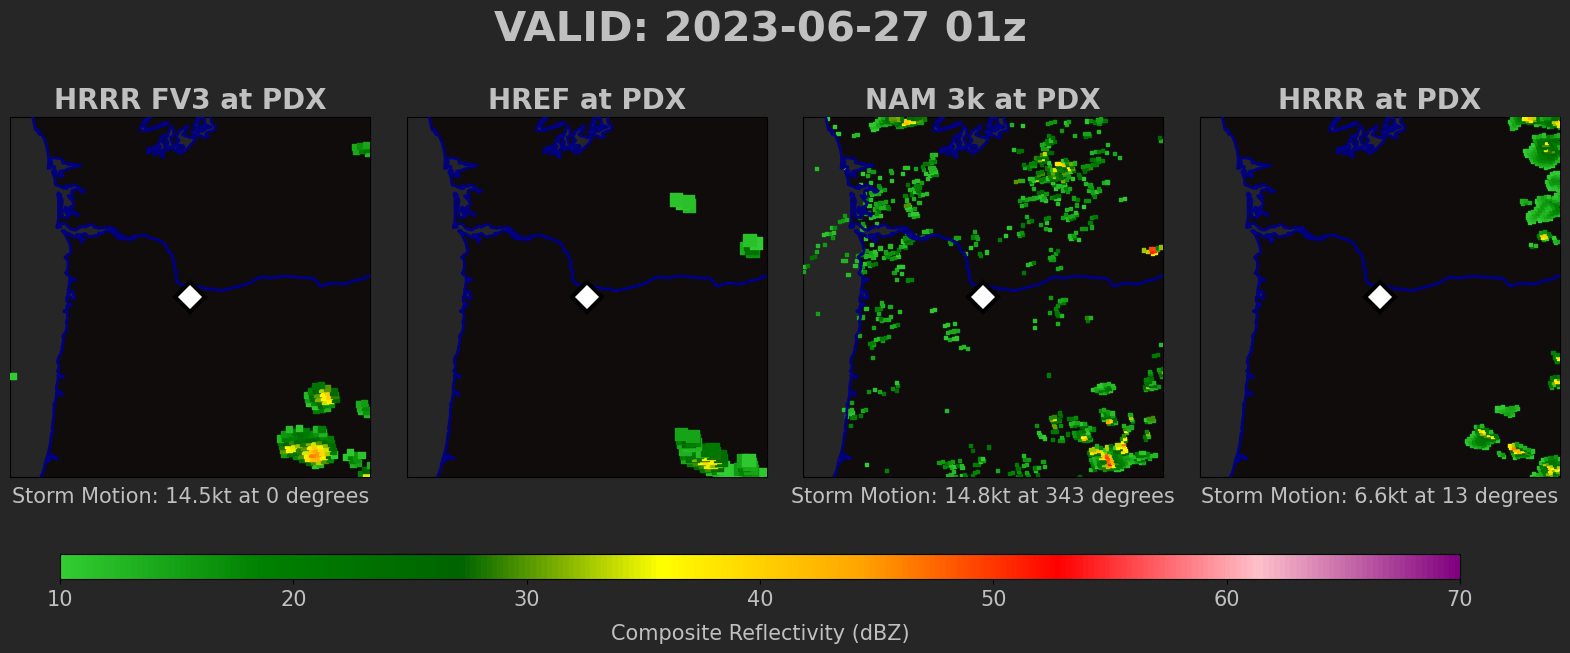 VALID: 2023-06-27 01z
HRRR FV3 at PDX
HREF at PDX
NAM 3k at PDX
HRRR at PDX
Storm Motion: 14.5kt at 0 degrees
Storm Motion: 14.8kt at 343 degrees
Storm Motion: 6.6kt at 13 degrees
10 20 30 40 50 60 70
Composite Reflectivity (dBZ)